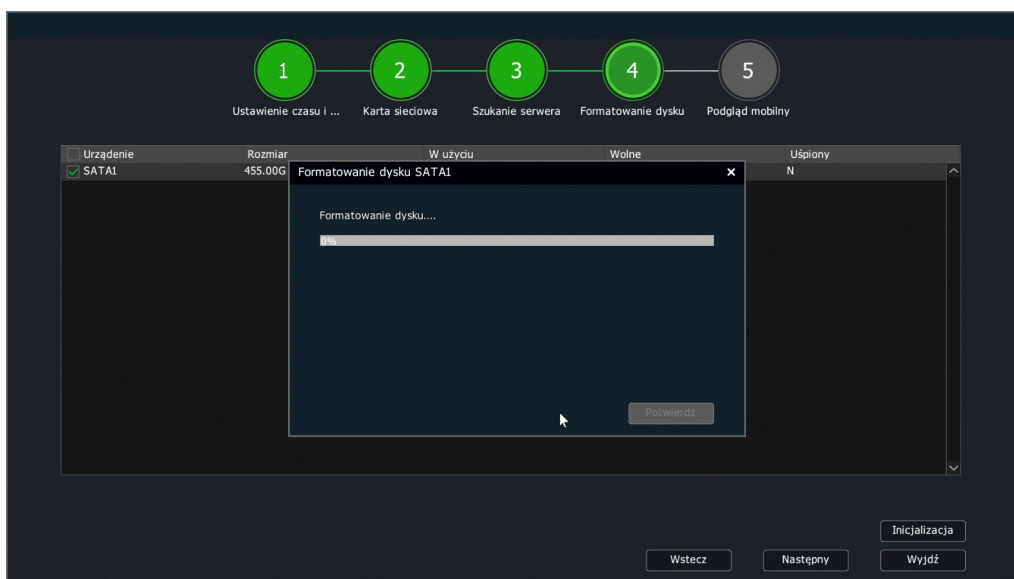 1 2 3 4 5
Ustawienie czasu i ... Karta sieciowa Szukanie serwera Formatowanie dysku Podgląd mobilny
Urządenie Rozmiar W użyciu Wolne Uśpiony
SATA1 455.00G N
Formatowanie dysku SATA1
Formatowanie dysku....
0%
Potwierdź
Inicjalizacja
Wstecz Następny Wyjdź